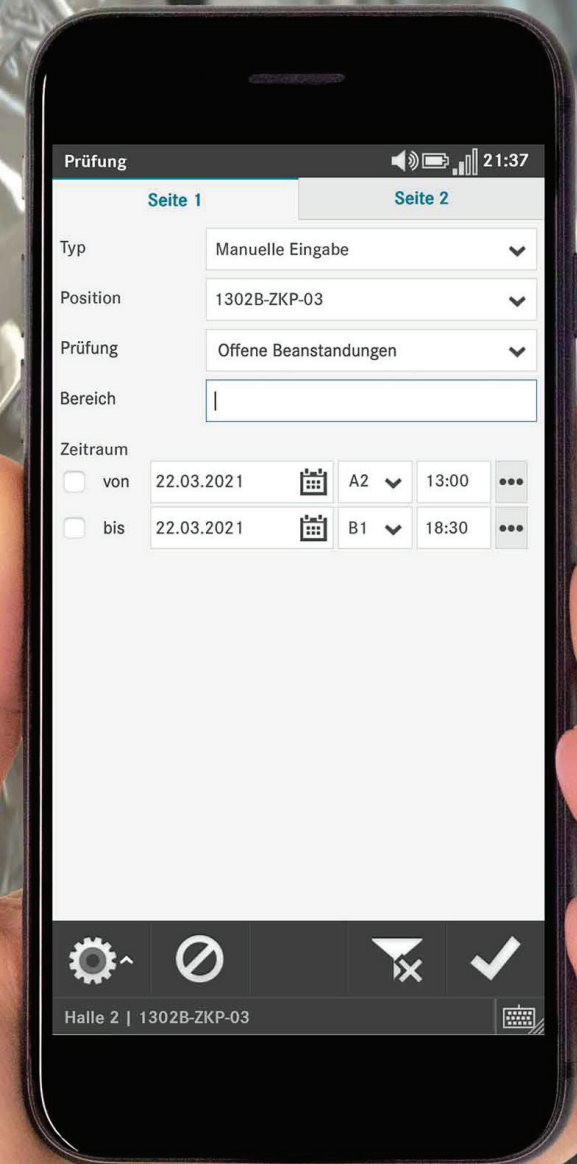 Prüfung 21:37
Seite 1 Seite 2
Typ Manuelle Eingabe
Position 1302B-ZKP-03
Prüfung Offene Beanstandungen
Bereich
Zeitraum
von 22.03.2021 A2 13:00
bis 22.03.2021 B1 18:30
Halle 2 | 1302B-ZKP-03